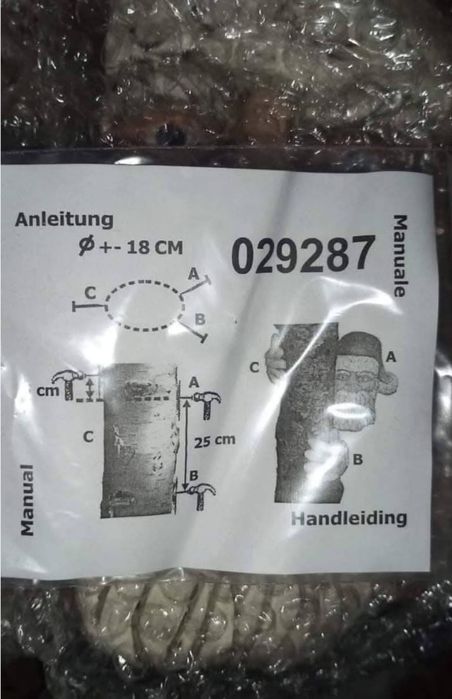 Anleitung
Ø +- 18 CM
029287
Manuale
A
C
B
A
C
cm
A
C
25 cm
B
B
Manual
Handleiding